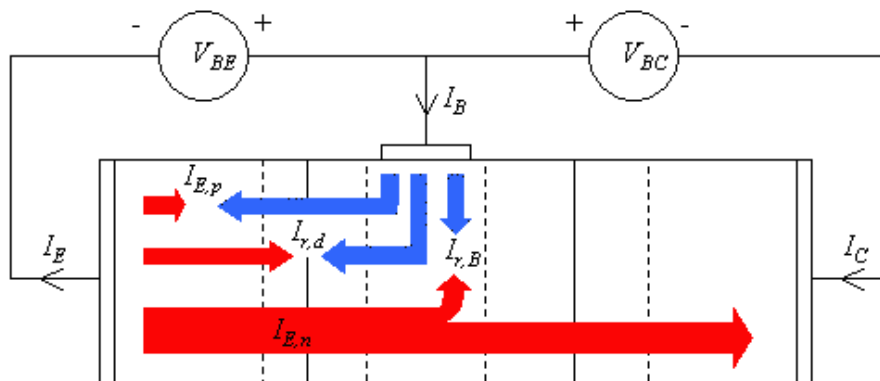 - + + -
V_BE V_BC
I_B
I_E,p
I_r,d
I_E I_r,B I_C
I_E,n